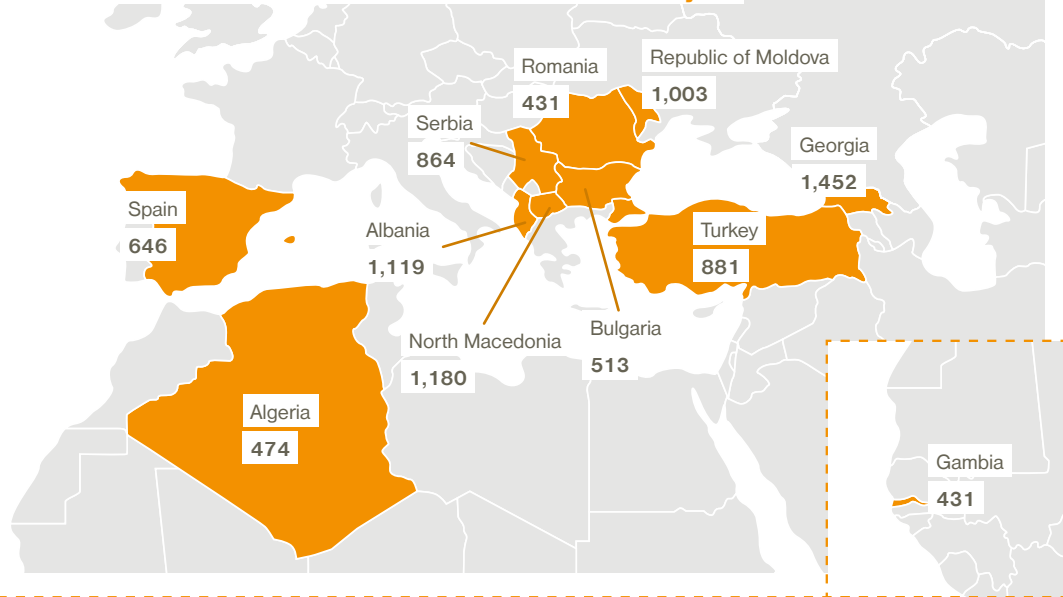 Romania
431
Republic of Moldova
1,003
Serbia
864
Georgia
1,452
Spain
646
Albania
1,119
Turkey
881
North Macedonia
1,180
Bulgaria
513
Algeria
474
Gambia
431